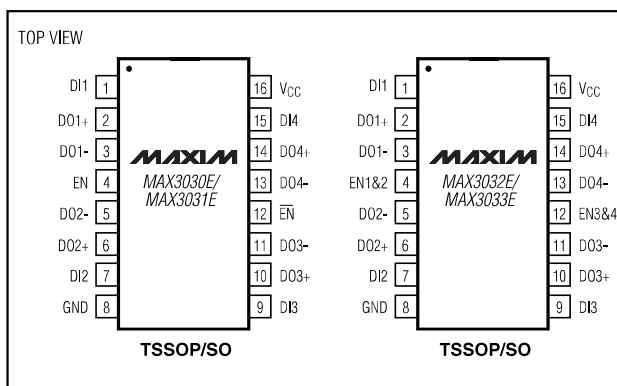 TOP VIEW
DI1 1 16 VCC
DO1+ 2 15 DI4
DO1- 3 14 DO4+
EN 4 13 DO4-
DO2- 5 12 EN
DO2+ 6 11 DO3-
DI2 7 10 DO3+
GND 8 9 DI3
MAXIM
MAX3030E/
MAX3031E
TSSOP/SO
DI1 1 16 VCC
DO1+ 2 15 DI4
DO1- 3 14 DO4+
EN1&2 4 13 DO4-
DO2- 5 12 EN3&4
DO2+ 6 11 DO3-
DI2 7 10 DO3+
GND 8 9 DI3
MAXIM
MAX3032E/
MAX3033E
TSSOP/SO